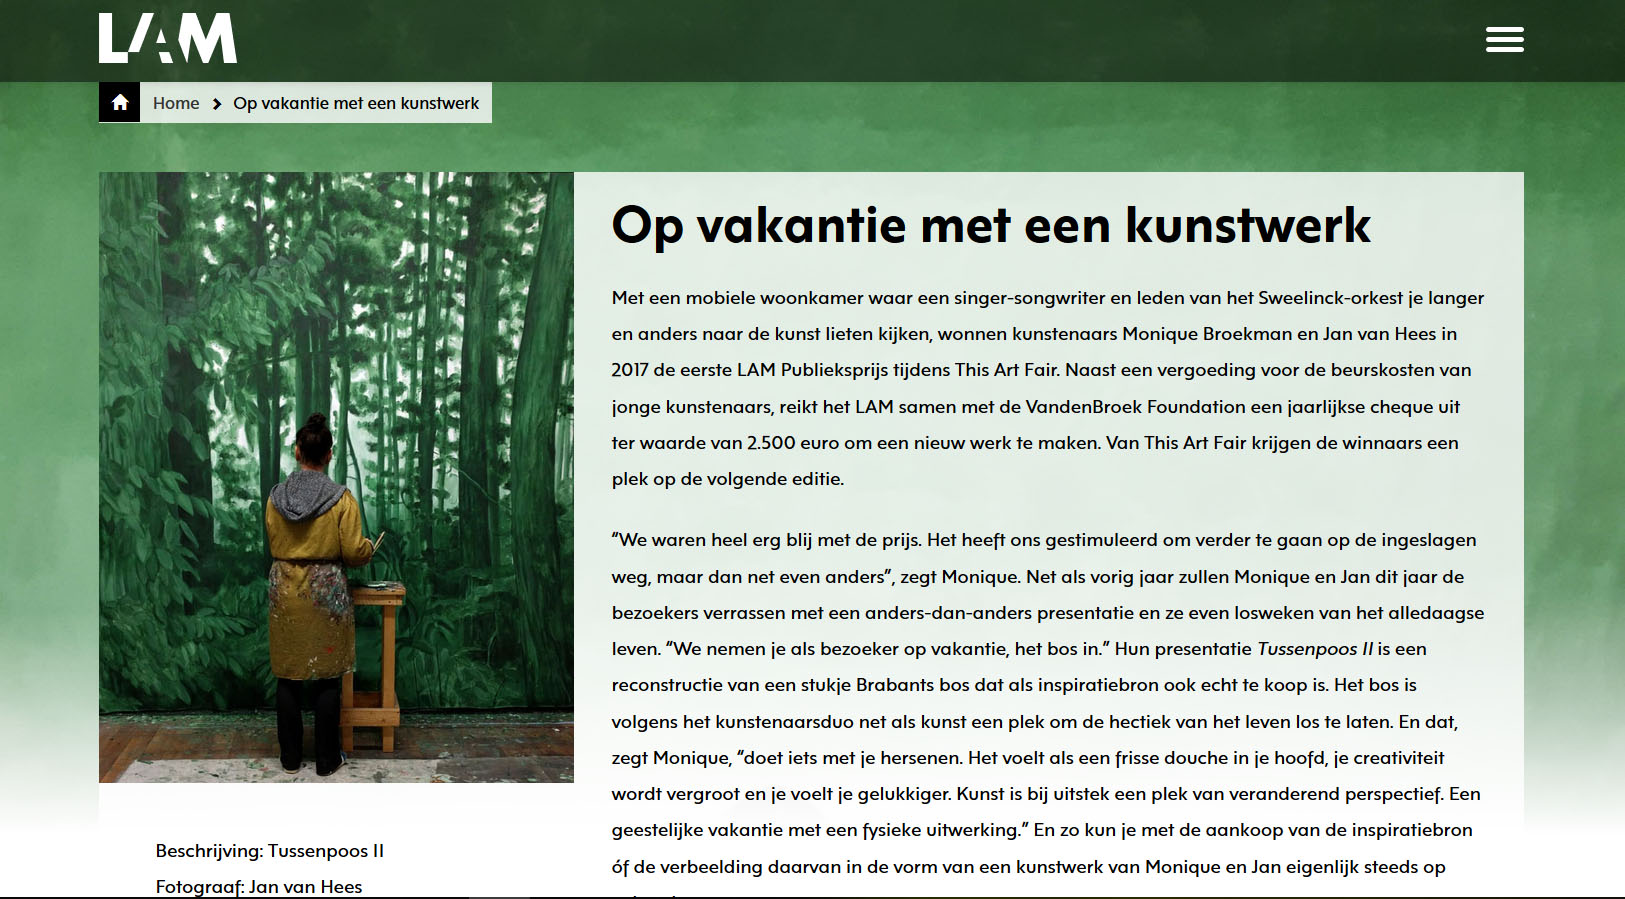 LAM
Home > Op vakantie met een kunstwerk
Op vakantie met een kunstwerk
Met een mobiele woonkamer waar een singer-songwriter en leden van het Sweelinck-orkest je langer
en anders naar de kunst lieten kijken, wonnen kunstenaars Monique Broekman en Jan van Hees in
2017 de eerste LAM Publieksprijs tijdens This Art Fair. Naast een vergoeding voor de beurskosten van
jonge kunstenaars, reikt het LAM samen met de VandenBroek Foundation een jaarlijkse cheque uit
ter waarde van 2.500 euro om een nieuw werk te maken. Van This Art Fair krijgen de winnaars een
plek op de volgende editie.
“We waren heel erg blij met de prijs. Het heeft ons gestimuleerd om verder te gaan op de ingeslagen
weg, maar dan net even anders”, zegt Monique. Net als vorig jaar zullen Monique en Jan dit jaar de
bezoekers verrassen met een anders-dan-anders presentatie en ze even losweken van het alledaagse
leven. “We nemen je als bezoeker op vakantie, het bos in.” Hun presentatie Tussenpoos II is een
reconstructie van een stukje Brabants bos dat als inspiratiebron ook echt te koop is. Het bos is
volgens het kunstenaarsduo net als kunst een plek om de hectiek van het leven los te laten. En dat,
zegt Monique, “doet iets met je hersenen. Het voelt als een frisse douche in je hoofd, je creativiteit
wordt vergroot en je voelt je gelukkiger. Kunst is bij uitstek een plek van veranderend perspectief. Een
geestelijke vakantie met een fysieke uitwerking.” En zo kun je met de aankoop van de inspiratiebron
óf de verbeelding daarvan in de vorm van een kunstwerk van Monique en Jan eigenlijk steeds op
Beschrijving: Tussenpoos II
Fotograaf: Jan van Hees